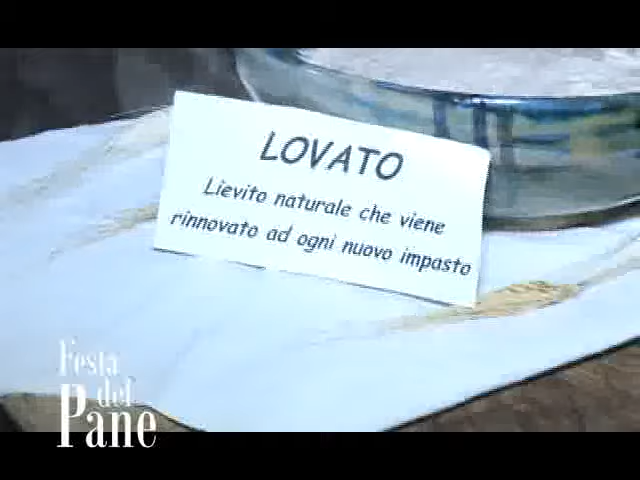 LOVATO
Lievito naturale che viene
rinnovato ad ogni nuovo impasto
Festa
del
Pane